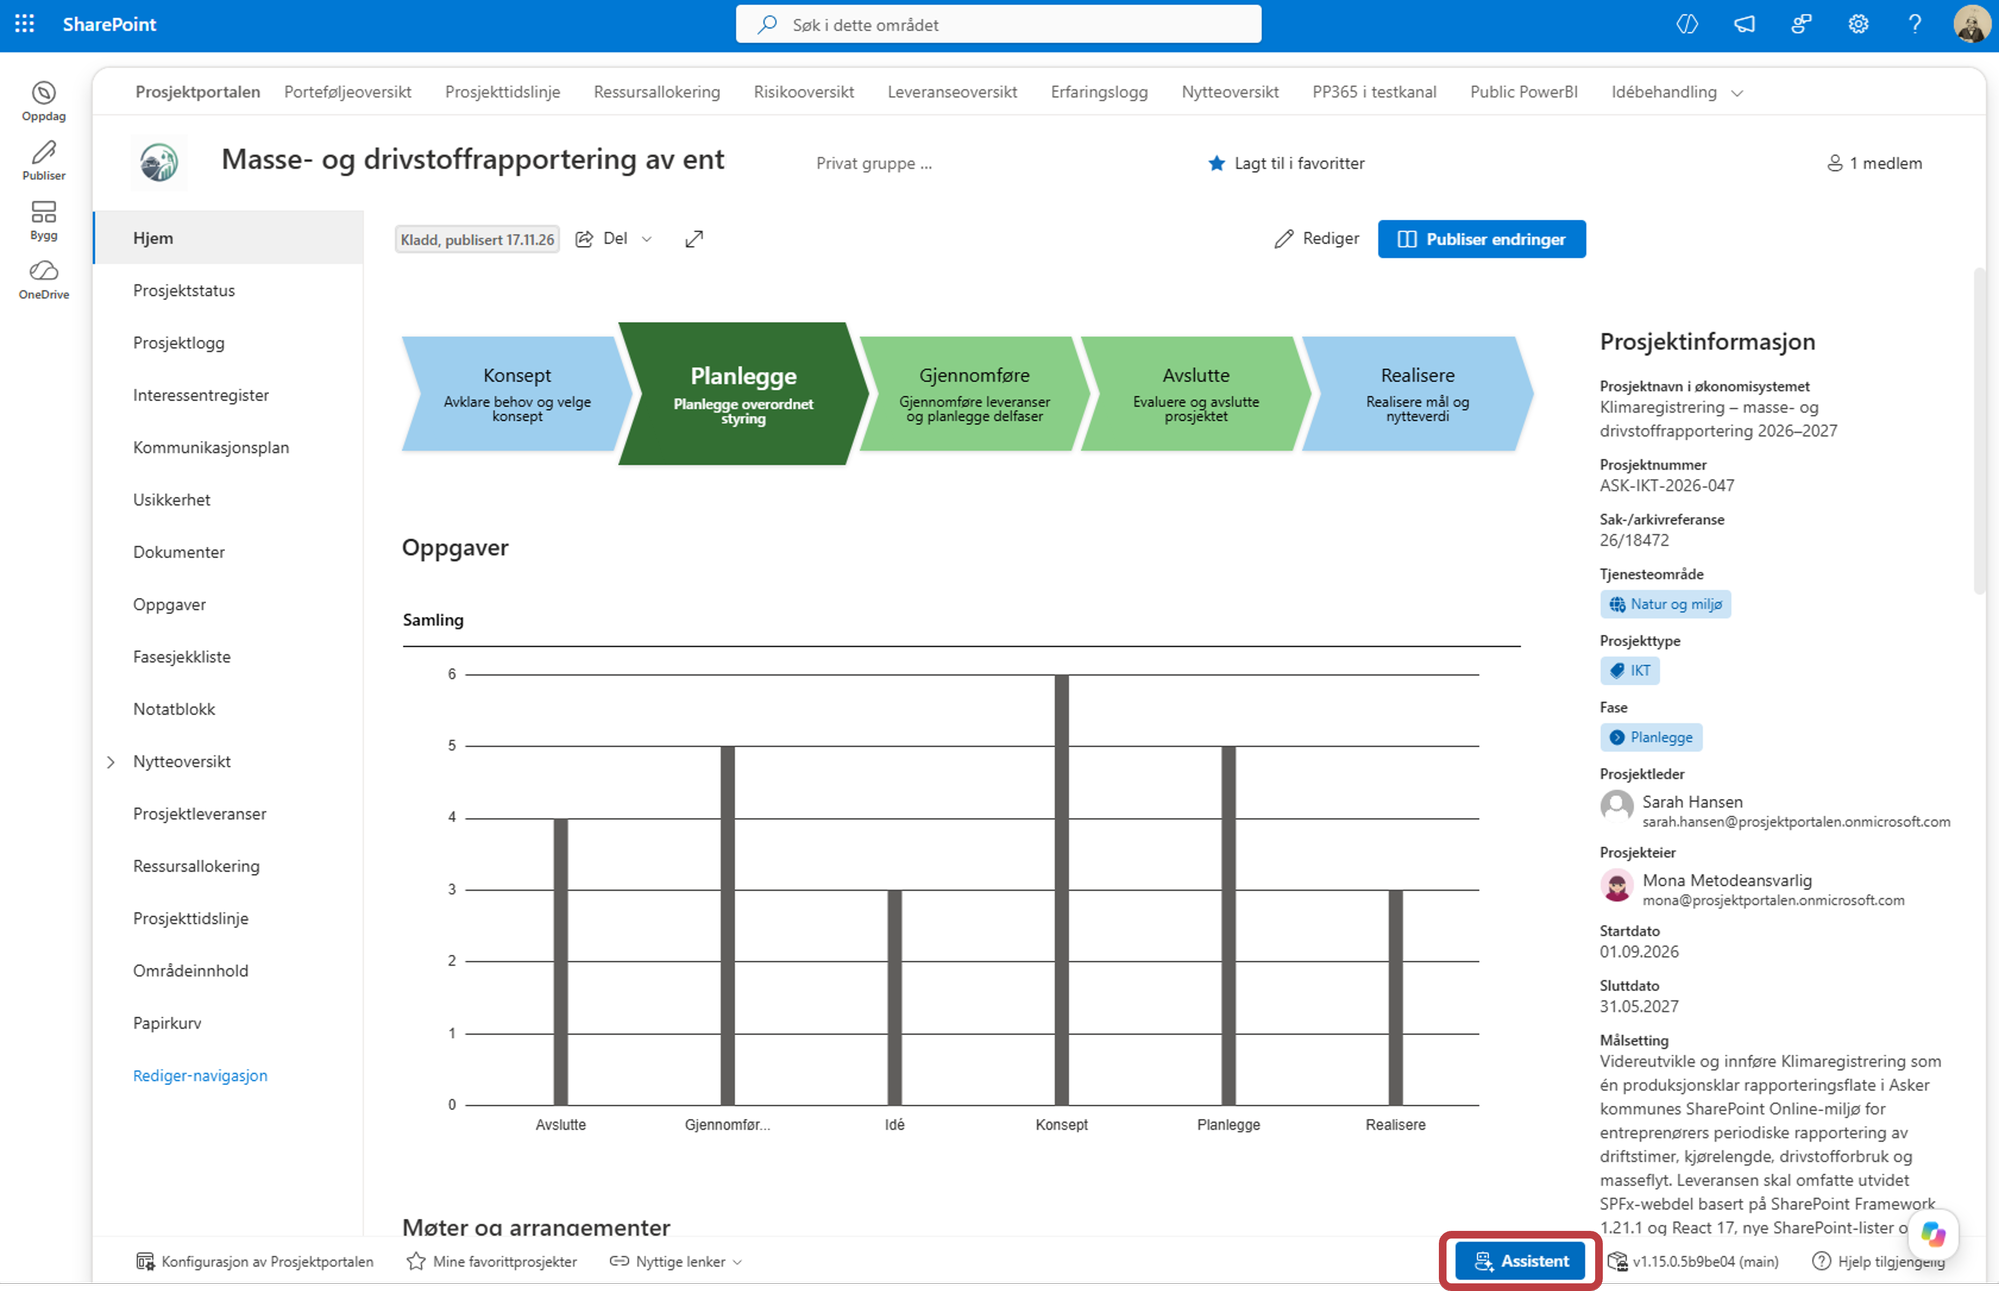 SharePoint
Søk i dette området
Oppdag
Publiser
Bygg
OneDrive
Prosjektportalen
Porteføljeoversikt
Prosjekttidslinje
Ressursallokering
Risikooversikt
Leveranseoversikt
Erfaringslogg
Nytteoversikt
PP365 i testkanal
Public PowerBI
Idébehandling
Masse- og drivstoffrapportering av ent
Privat gruppe ...
Lagt til i favoritter
1 medlem
Hjem
Prosjektstatus
Prosjektlogg
Interessentregister
Kommunikasjonsplan
Usikkerhet
Dokumenter
Oppgaver
Fasesjekkliste
Notatblokk
Nytteoversikt
Prosjektleveranser
Ressursallokering
Prosjekttidslinje
Områdeinnhold
Papirkurv
Rediger-navigasjon
Kladd, publisert 17.11.26
Del
Rediger
Publiser endringer
Konsept
Avklare behov og velge
konsept
Planlegge
Planlegge overordnet
styring
Gjennomføre
Gjennomføre leveranser
og planlegge delfaser
Avslutte
Evaluere og avslutte
prosjektet
Realisere
Realisere mål og
nytteverdi
Oppgaver
Samling
6
5
4
3
2
1
0
Avslutte
Gjennomfør...
Idé
Konsept
Planlegge
Realisere
Møter og arrangementer
Prosjektinformasjon
Prosjektnavn i økonomisystemet
Klimaregistrering – masse- og
drivstoffrapportering 2026–2027
Prosjektnummer
ASK-IKT-2026-047
Sak-/arkivreferanse
26/18472
Tjenesteområde
Natur og miljø
Prosjekttype
IKT
Fase
Planlegge
Prosjektleder
Sarah Hansen
sarah.hansen@prosjektportalen.onmicrosoft.com
Prosjekteier
Mona Metodeansvarlig
mona@prosjektportalen.onmicrosoft.com
Startdato
01.09.2026
Sluttdato
31.05.2027
Målsetting
Videreutvikle og innføre Klimaregistrering som
én produksjonsklar rapporteringsflate i Asker
kommunes SharePoint Online-miljø for
entreprenørers periodiske rapportering av
driftstimer, kjørelengde, drivstofforbruk og
masseflyt. Leveransen skal omfatte utvidet
SPFx-webdel basert på SharePoint Framework
1.21.1 og React 17, nye SharePoint-lister o
Konfigurasjon av Prosjektportalen
Mine favorittprosjekter
Nyttige lenker
Assistent
v1.15.0.5b9be04 (main)
Hjelp tilgjengelig